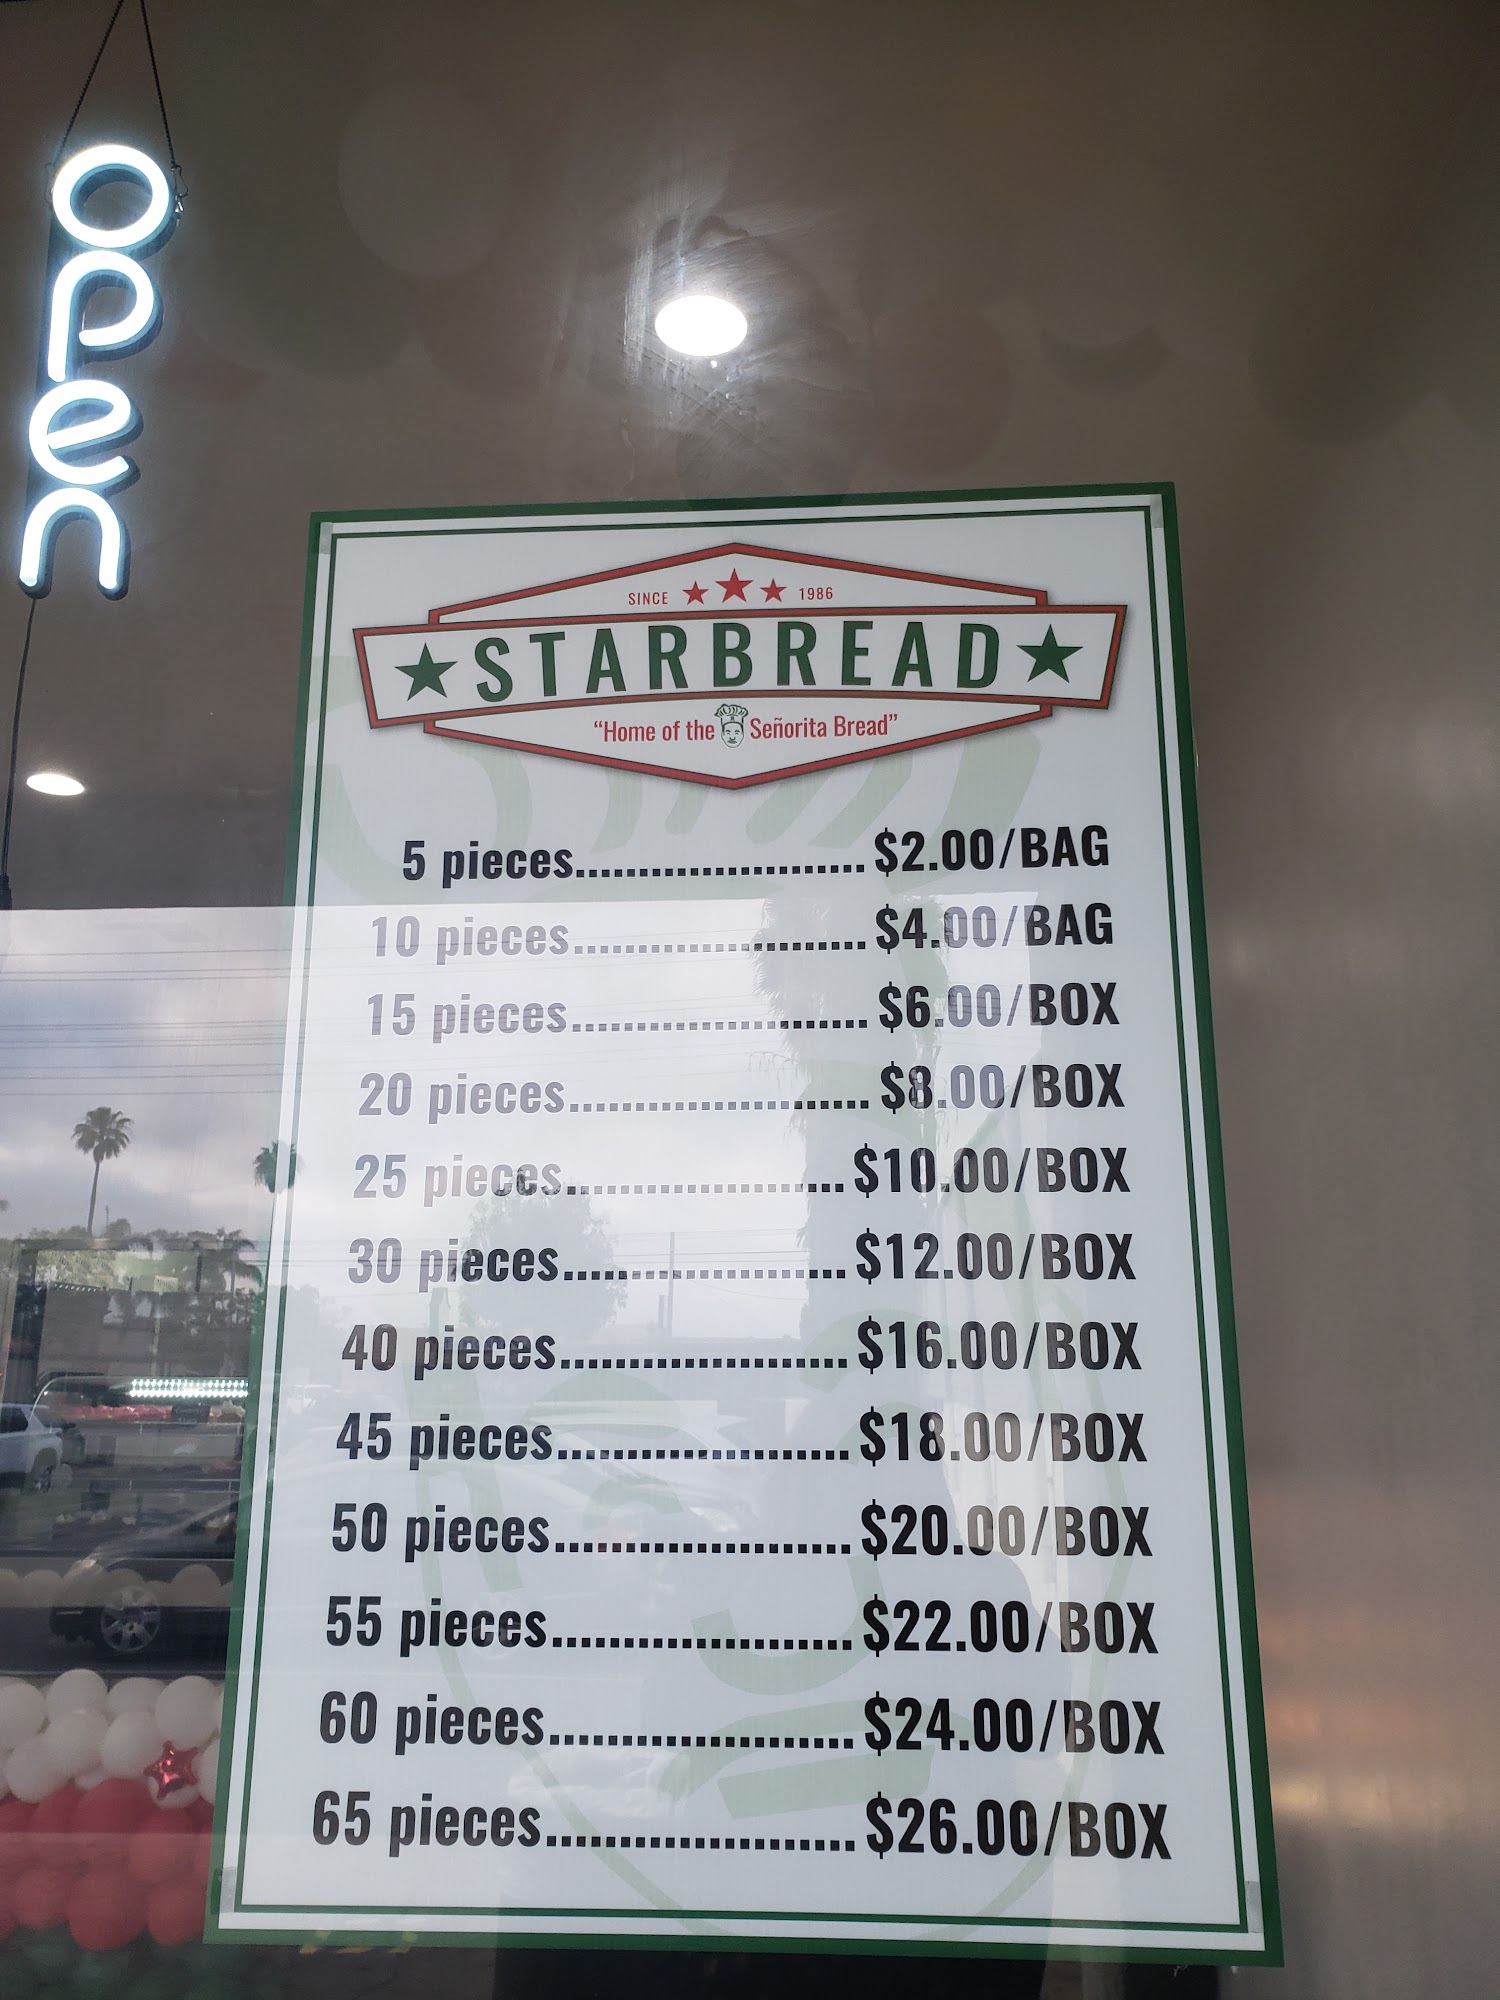 open
SINCE 1986
STARBREAD
"Home of the Señorita Bread"
5 pieces......................$2.00/BAG
10 pieces......................$4.00/BAG
15 pieces......................$6.00/BOX
20 pieces......................$8.00/BOX
25 pieces.....................$10.00/BOX
30 pieces.....................$12.00/BOX
40 pieces.....................$16.00/BOX
45 pieces.....................$18.00/BOX
50 pieces.....................$20.00/BOX
55 pieces.....................$22.00/BOX
60 pieces.....................$24.00/BOX
65 pieces.....................$26.00/BOX